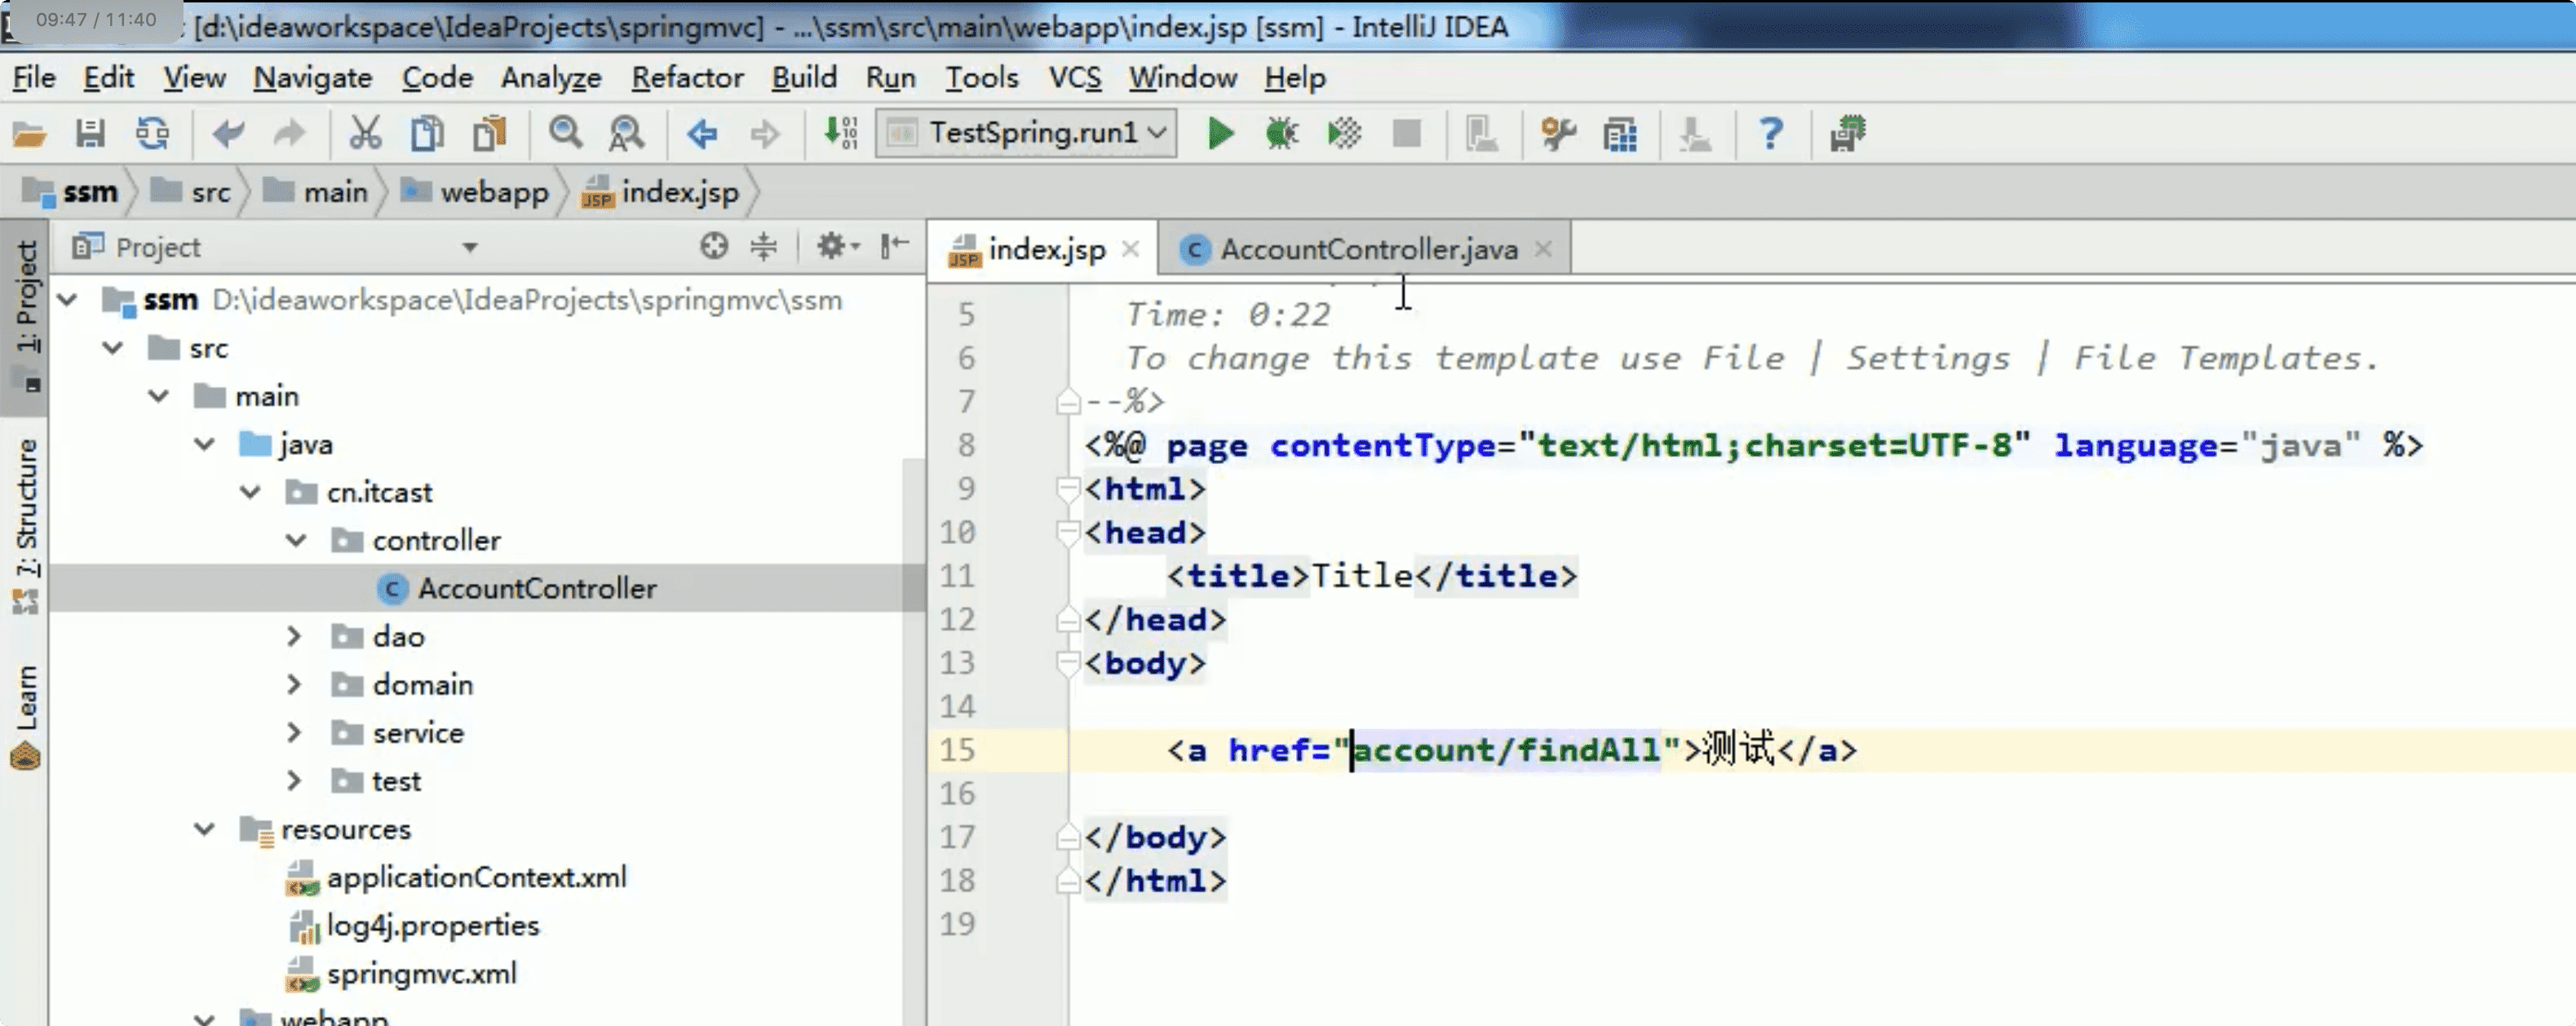 09:47 / 11:40
[d:\ideaworkspace\IdeaProjects\springmvc] - ...\ssm\src\main\webapp\index.jsp [ssm] - IntelliJ IDEA
File Edit View Navigate Code Analyze Refactor Build Run Tools VCS Window Help
TestSpring.run1
ssm src main webapp index.jsp
1: Project
7: Structure
Learn
Project
ssm D:\ideaworkspace\IdeaProjects\springmvc\ssm
src
main
java
cn.itcast
controller
AccountController
dao
domain
service
test
resources
applicationContext.xml
log4j.properties
springmvc.xml
webapp
index.jsp AccountController.java
5 Time: 0:22
6 To change this template use File | Settings | File Templates.
7 --%>
8 <%@ page contentType="text/html;charset=UTF-8" language="java" %>
9 <html>
10 <head>
11 <title>Title</title>
12 </head>
13 <body>
14
15 <a href="account/findAll">测试</a>
16
17 </body>
18 </html>
19